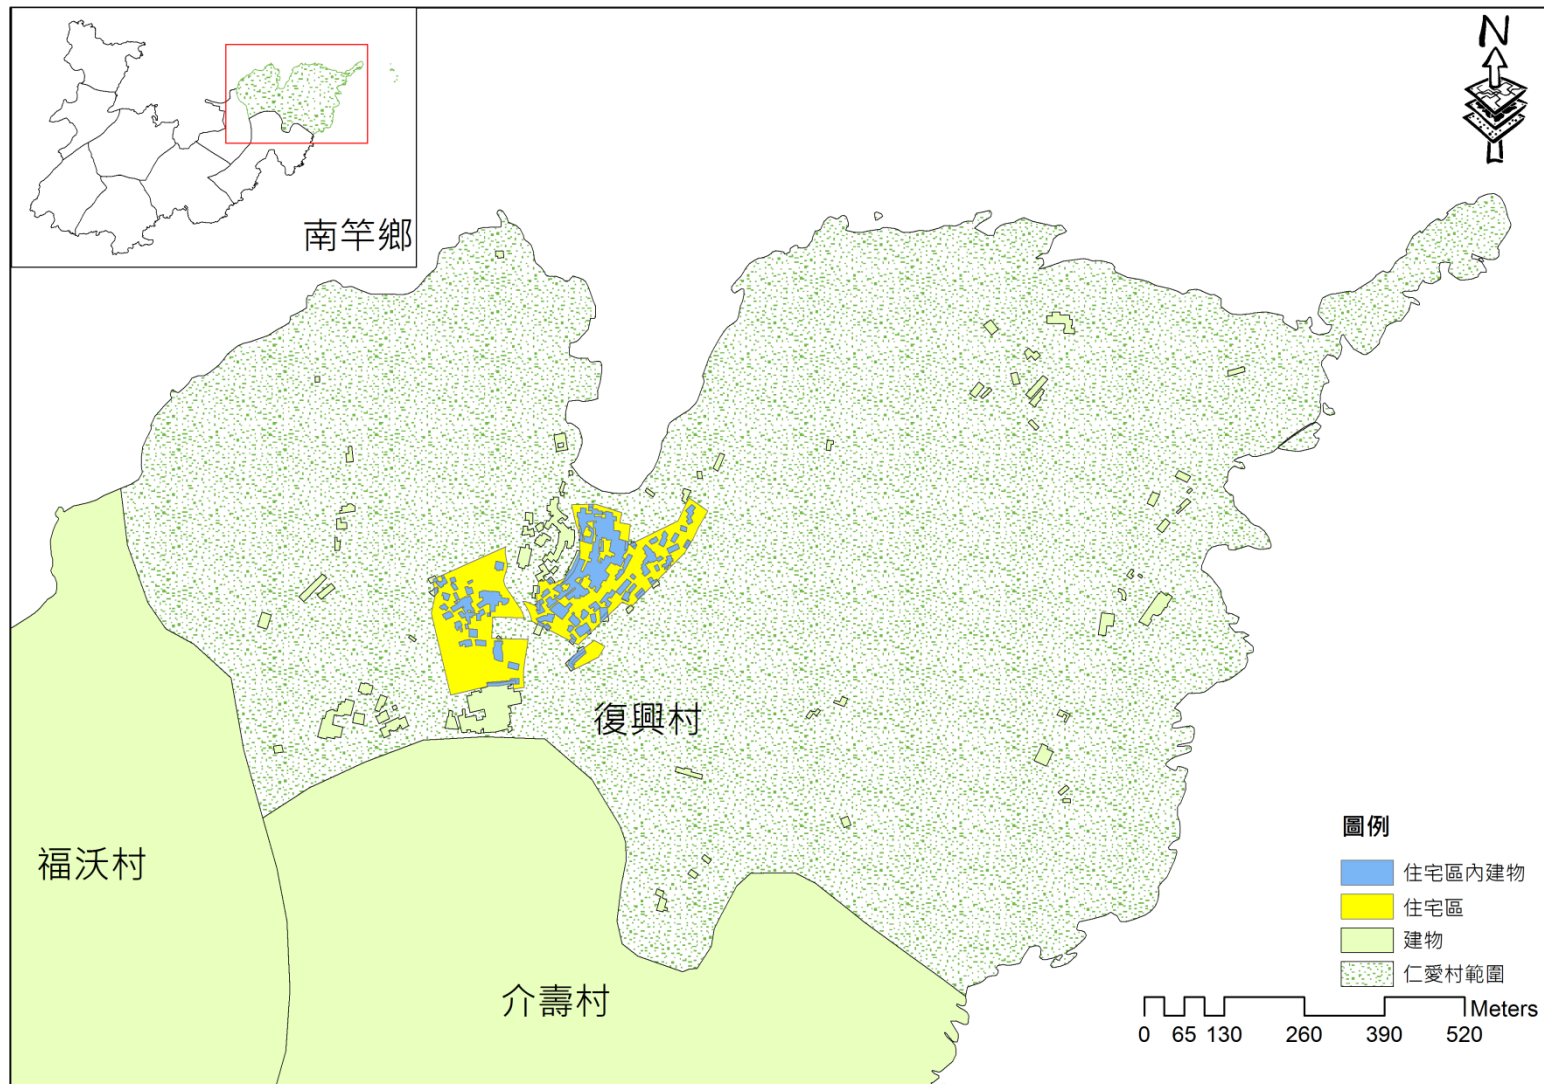 N
南竿鄉
復興村
福沃村
介壽村
圖例
住宅區內建物
住宅區
建物
仁愛村範圍
Meters
0 65 130 260 390 520